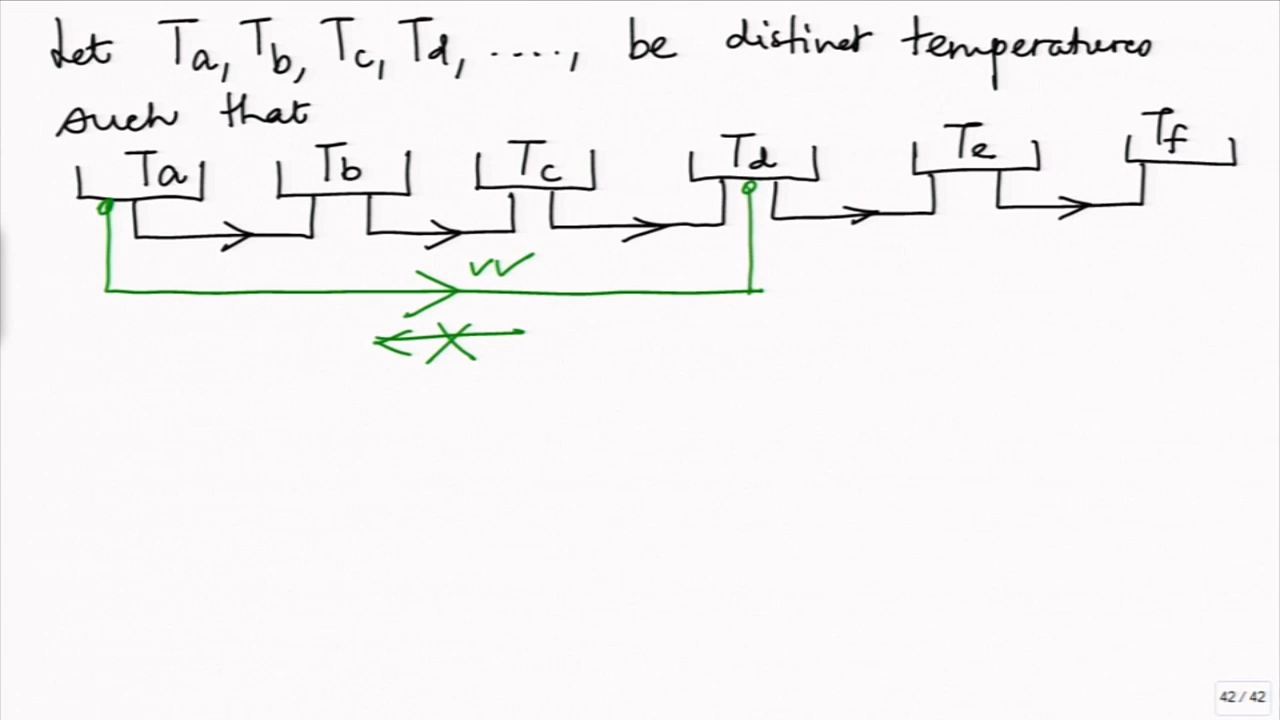 Let Ta, Tb, Tc, Td, ...., be distinct temperatures
such that
Ta Tb Tc Td Te Tf
42 / 42